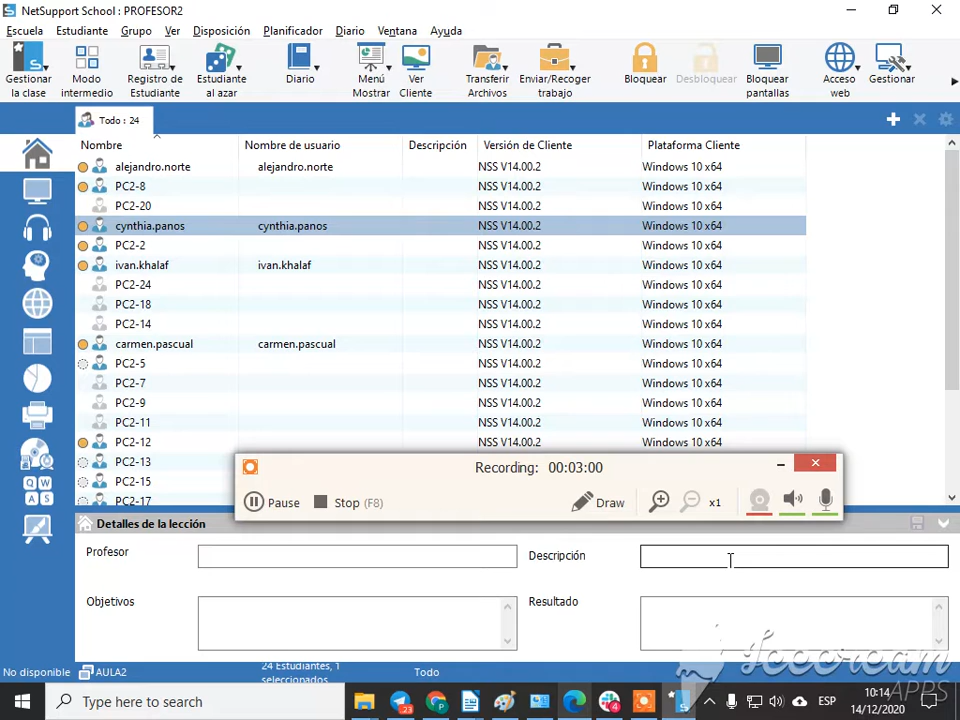 NetSupport School : PROFESOR2
Escuela Estudiante Grupo Ver Disposición Planificador Diario Ventana Ayuda
Gestionar la clase
Modo intermedio
Registro de Estudiante
Estudiante al azar
Diario
Menú Mostrar
Ver Cliente
Transferir Archivos
Enviar/Recoger trabajo
Bloquear
Desbloquear
Bloquear pantallas
Acceso web
Gestionar
Todo : 24
Nombre Nombre de usuario Descripción Versión de Cliente Plataforma Cliente
alejandro.norte alejandro.norte NSS V14.00.2 Windows 10 x64
PC2-8 NSS V14.00.2 Windows 10 x64
PC2-20 NSS V14.00.2 Windows 10 x64
cynthia.panos cynthia.panos NSS V14.00.2 Windows 10 x64
PC2-2 NSS V14.00.2 Windows 10 x64
ivan.khalaf ivan.khalaf NSS V14.00.2 Windows 10 x64
PC2-24 NSS V14.00.2 Windows 10 x64
PC2-18 NSS V14.00.2 Windows 10 x64
PC2-14 NSS V14.00.2 Windows 10 x64
carmen.pascual carmen.pascual NSS V14.00.2 Windows 10 x64
PC2-5 NSS V14.00.2 Windows 10 x64
PC2-7 NSS V14.00.2 Windows 10 x64
PC2-9 NSS V14.00.2 Windows 10 x64
PC2-11 NSS V14.00.2 Windows 10 x64
PC2-12 NSS V14.00.2 Windows 10 x64
PC2-13
PC2-15
PC2-17
Q W
A S
Recording: 00:03:00
Pause Stop (F8) Draw x1
Detalles de la lección
Profesor Descripción
Objetivos Resultado
No disponible AULA2 24 Estudiantes, 1 seleccionados Todo
Icecream
APPS
Type here to search
23
4
ESP
10:14
14/12/2020